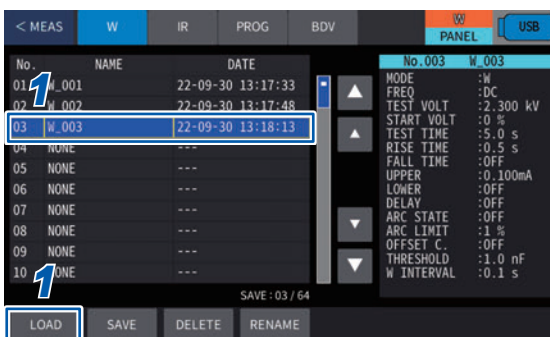 < MEAS W IR PROG BDV W PANEL USB
No. NAME DATE
01 W_001 22-09-30 13:17:33
02 W_002 22-09-30 13:17:48
03 W_003 22-09-30 13:18:13
04 NONE ---
05 NONE ---
06 NONE ---
07 NONE ---
08 NONE ---
09 NONE ---
10 NONE ---
1
1
SAVE : 03 / 64
No.003 W_003
MODE :W
FREQ :DC
TEST VOLT :2.300 kV
START VOLT :0 %
TEST TIME :5.0 s
RISE TIME :0.5 s
FALL TIME :OFF
UPPER :0.100mA
LOWER :OFF
DELAY :OFF
ARC STATE :OFF
ARC LIMIT :1 %
OFFSET C. :OFF
THRESHOLD :1.0 nF
W INTERVAL :0.1 s
LOAD SAVE DELETE RENAME